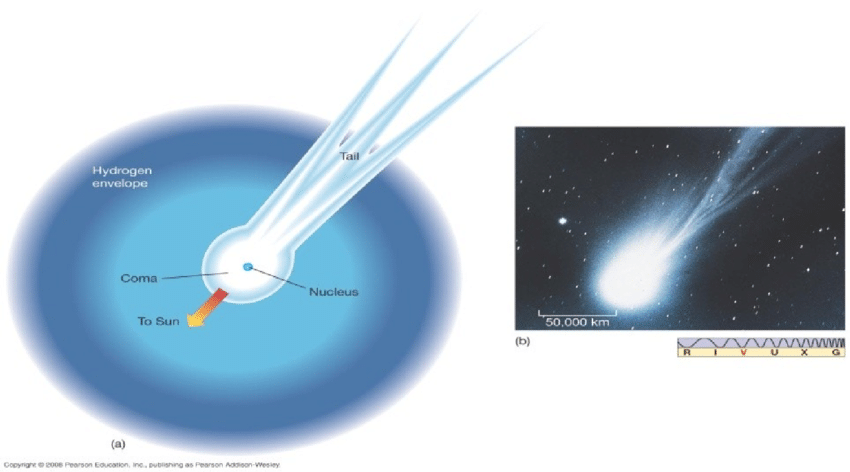 Hydrogen
envelope
Tail
Coma
Nucleus
To Sun
(a)
50,000 km
(b)
R I V U X G
Copyright © 2008 Pearson Education, Inc., publishing as Pearson Addison-Wesley.